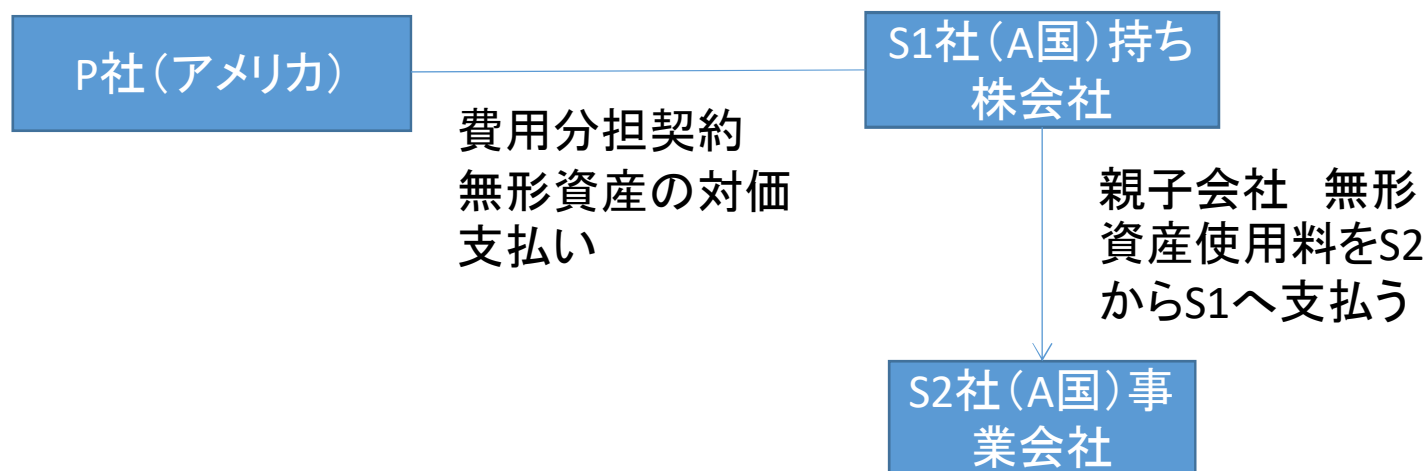 P社（アメリカ）
S1社（A国）持ち
株会社
費用分担契約
無形資産の対価
支払い
親子会社　無形
資産使用料をS2
からS1へ支払う
S2社（A国）事
業会社